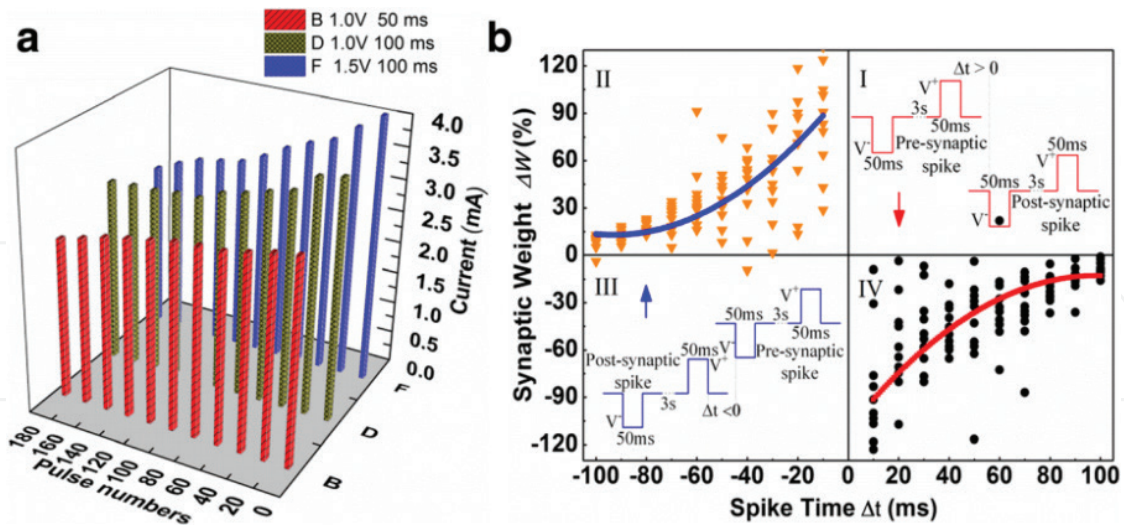 a
B 1.0V 50 ms
D 1.0V 100 ms
F 1.5V 100 ms
4.0
3.5
3.0
2.5
2.0
1.5
1.0
0.5
0.0
Current (mA)
F
D
B
180
160
140
120
100
80
60
40
20
0
Pulse numbers
b
Synaptic Weight ΔW (%)
120
90
60
30
0
-30
-60
-90
-120
II
I
Δt > 0
V⁺
3s
50ms
V⁻
50ms
Pre-synaptic
spike
50ms
V⁺
50ms
3s
Post-synaptic
spike
V⁻
III
V⁺
50ms
3s
50ms
V⁻
Pre-synaptic
spike
Post-synaptic
spike
50ms
V⁺
3s
V⁻
Δt <0
50ms
IV
-100
-80
-60
-40
-20
0
20
40
60
80
100
Spike Time Δt (ms)